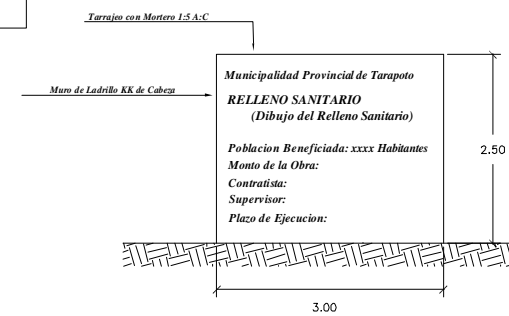 Tarrajeo con Mortero 1:5 A:C
Muro de Ladrillo KK de Cabeza
Municipalidad Provincial de Tarapoto
RELLENO SANITARIO
(Dibujo del Relleno Sanitario)
Poblacion Beneficiada: xxxx Habitantes
Monto de la Obra:
Contratista:
Supervisor:
Plazo de Ejecucion:
2.50
3.00